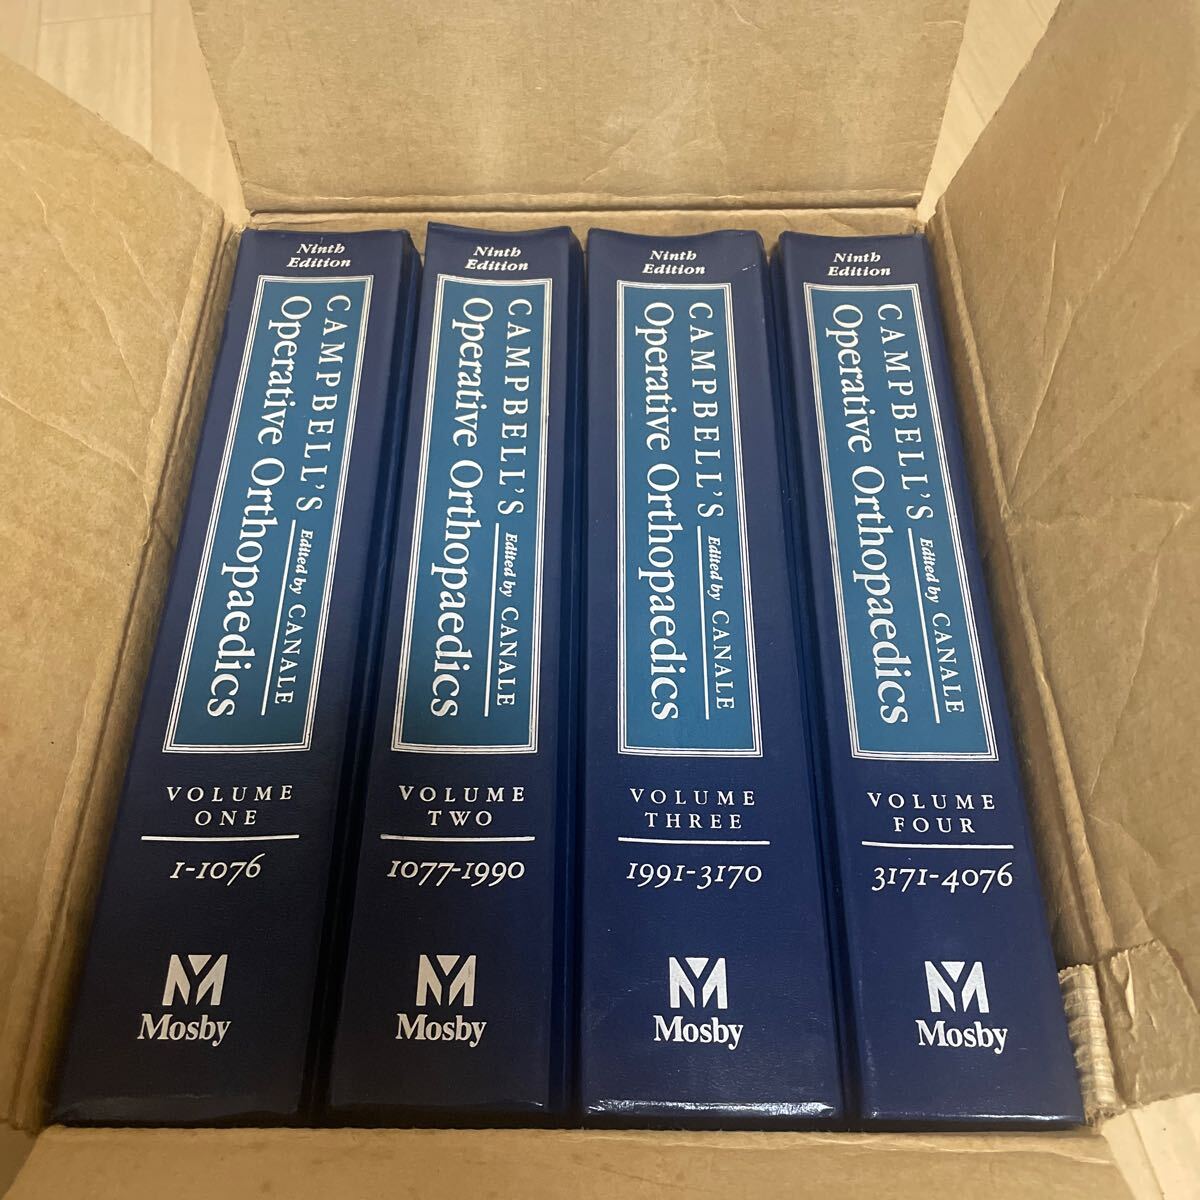 Ninth
Edition
CAMPBELL'S
Operative Orthopaedics
Edited by CANALE
VOLUME
ONE
1-1076
Mosby
Ninth
Edition
CAMPBELL'S
Operative Orthopaedics
Edited by CANALE
VOLUME
TWO
1077-1990
Mosby
Ninth
Edition
CAMPBELL'S
Operative Orthopaedics
Edited by CANALE
VOLUME
THREE
1991-3170
Mosby
Ninth
Edition
CAMPBELL'S
Operative Orthopaedics
Edited by CANALE
VOLUME
FOUR
3171-4076
Mosby